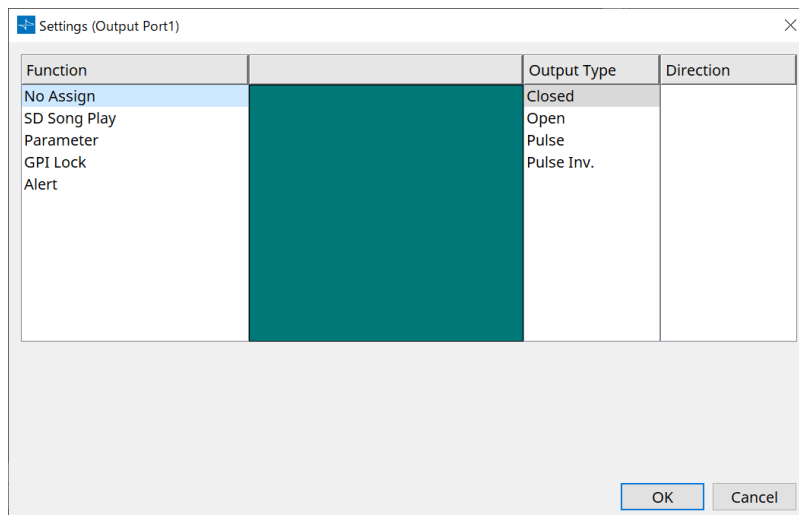 Settings (Output Port1)
Function Output Type Direction
No Assign Closed
SD Song Play Open
Parameter Pulse
GPI Lock Pulse Inv.
Alert
OK Cancel